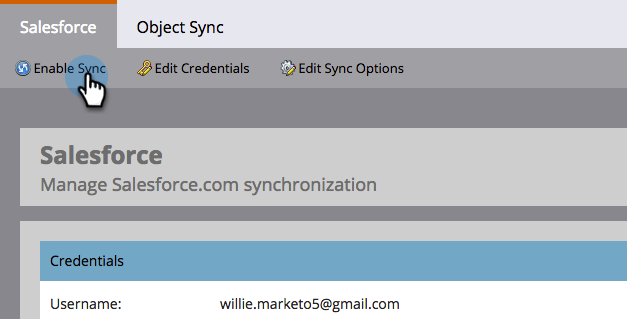 Salesforce Object Sync
Enable Sync Edit Credentials Edit Sync Options
Salesforce
Manage Salesforce.com synchronization
Credentials
Username: willie.marketo5@gmail.com